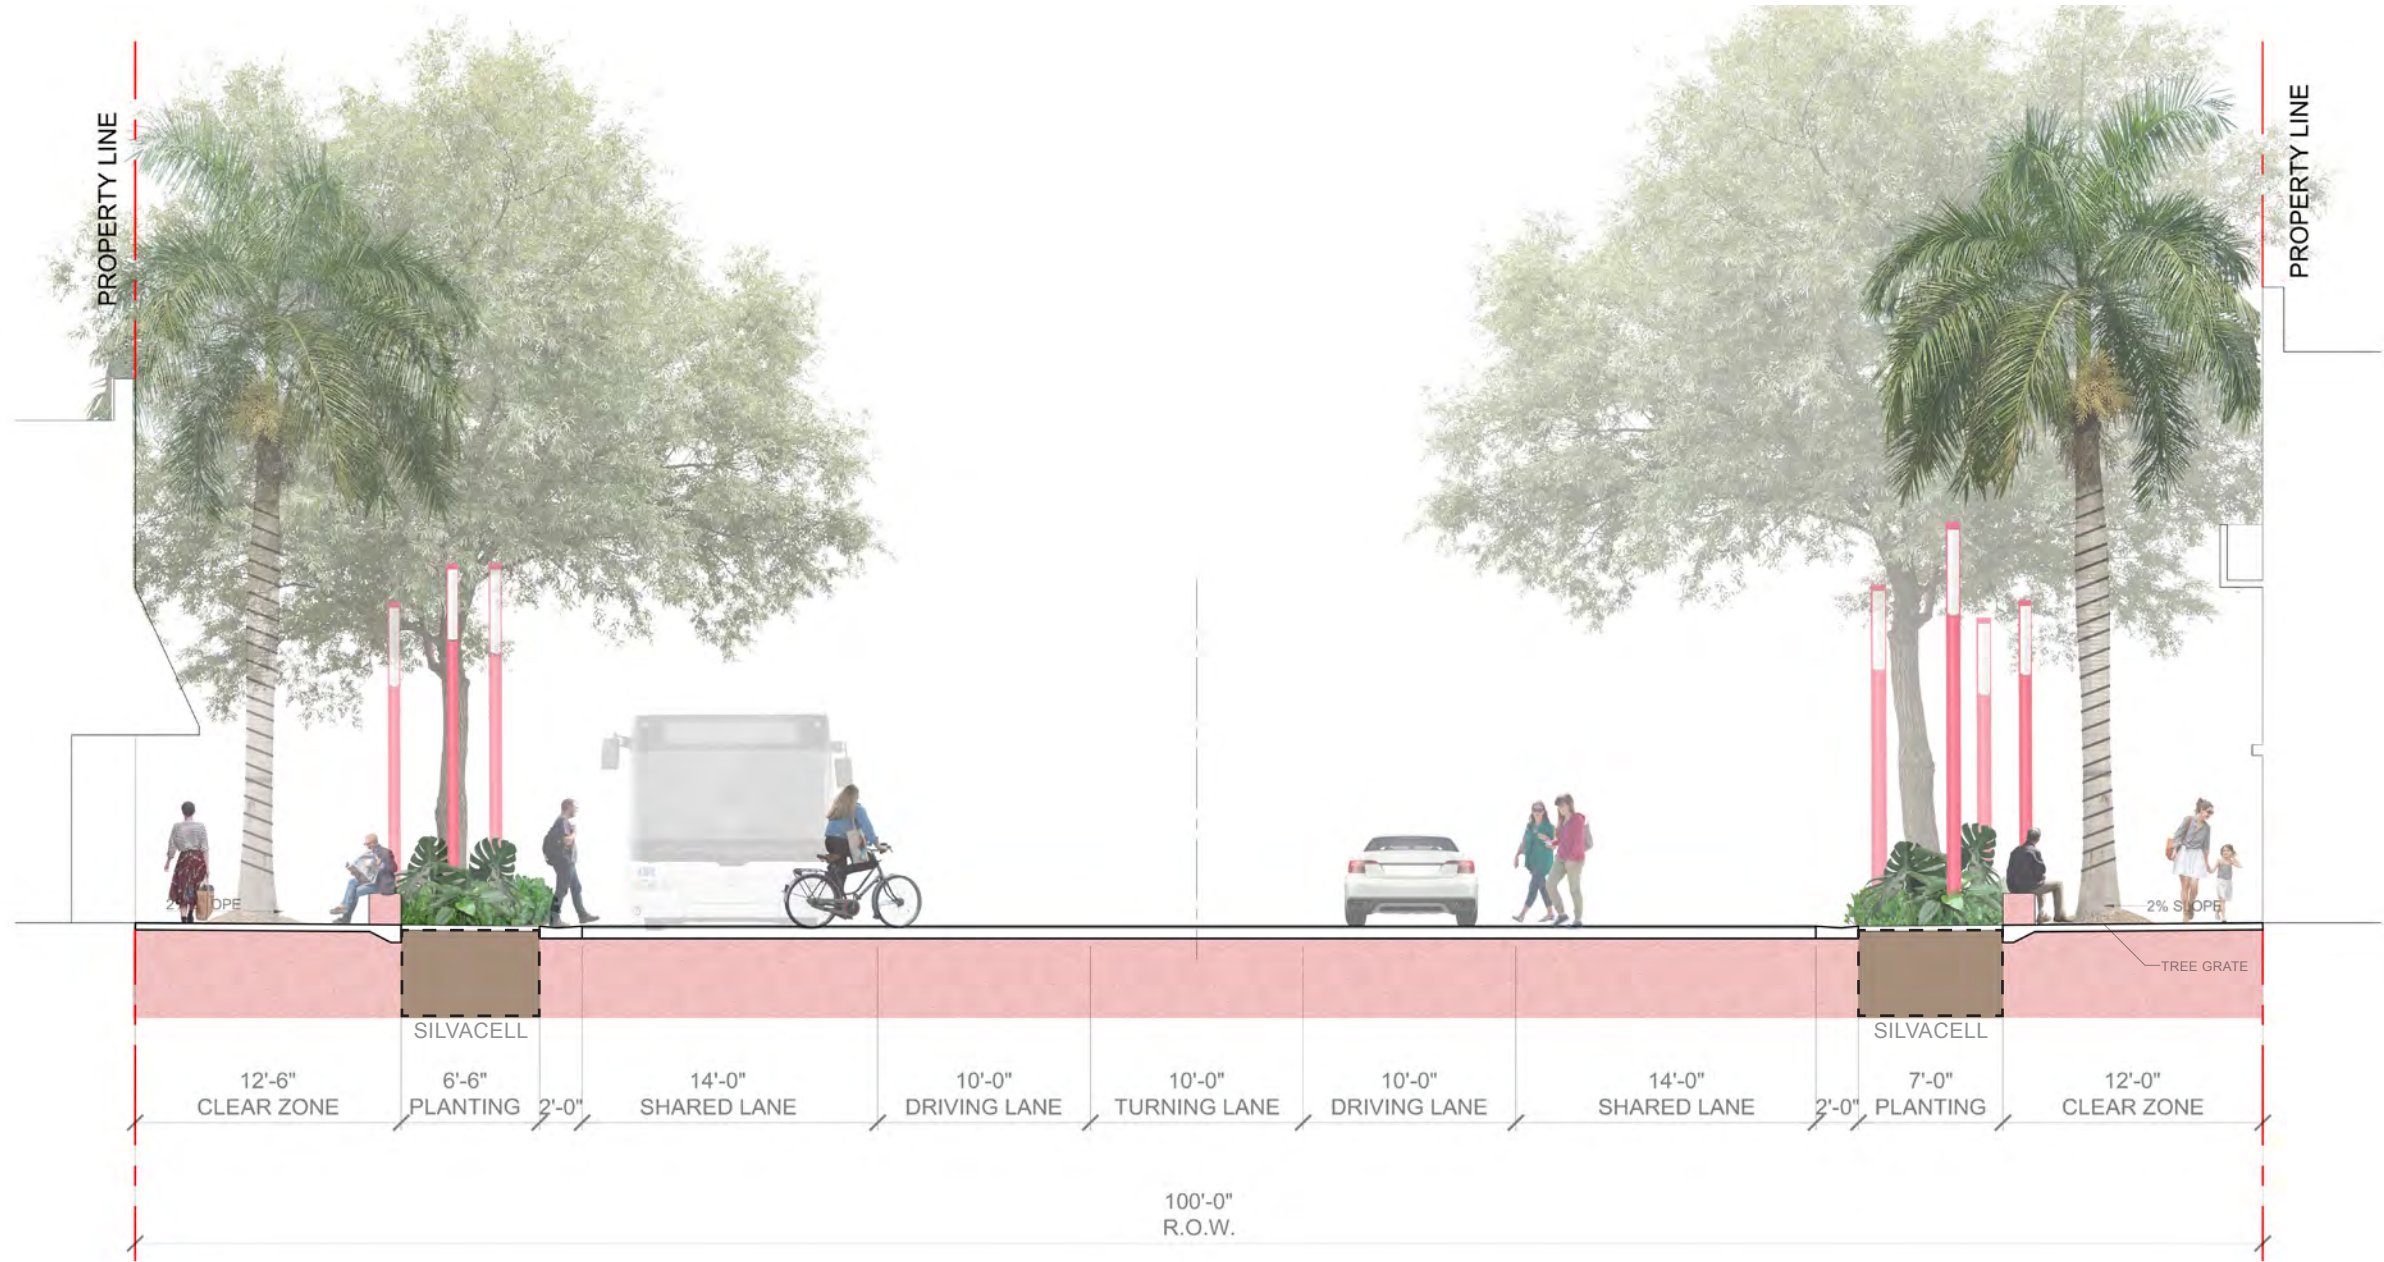 PROPERTY LINE
PROPERTY LINE
2% SLOPE
TREE GRATE
SILVACELL
SILVACELL
12'-6"
CLEAR ZONE
6'-6"
PLANTING
2'-0"
14'-0"
SHARED LANE
10'-0"
DRIVING LANE
10'-0"
TURNING LANE
10'-0"
DRIVING LANE
14'-0"
SHARED LANE
2'-0"
7'-0"
PLANTING
12'-0"
CLEAR ZONE
100'-0"
R.O.W.